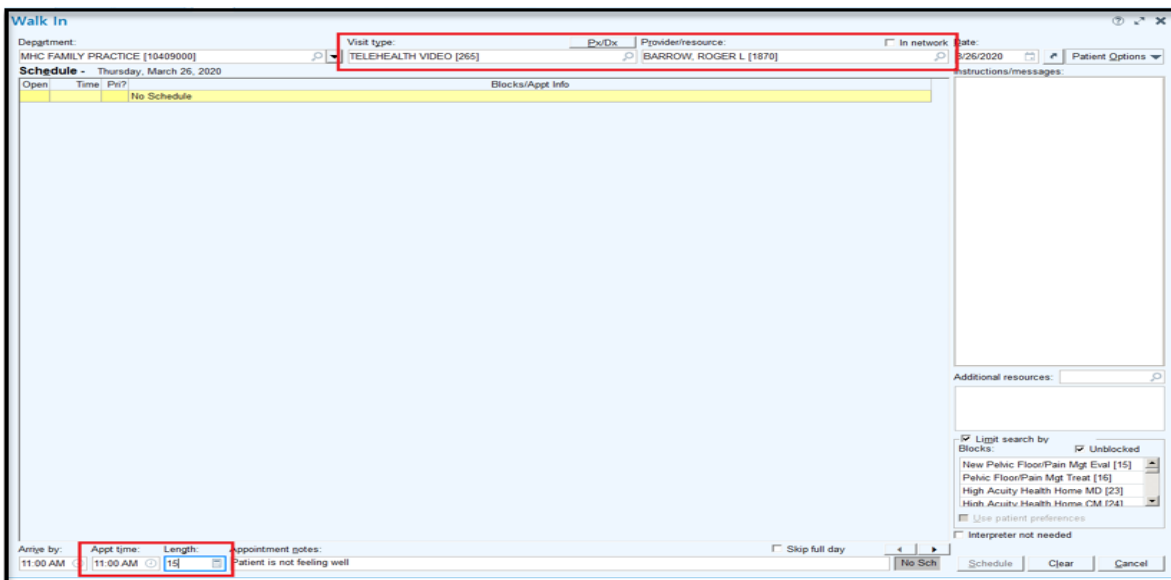 Walk In
Department: Visit type: Px/Dx Provider/resource: In network Date:
MHC FAMILY PRACTICE [10409000] TELEHEALTH VIDEO [265] BARROW, ROGER L [1870] /26/2020 Patient Options
Schedule - Thursday, March 26, 2020 Instructions/messages:
Open Time Pri? Blocks/Appt Info
No Schedule
Additional resources:
Limit search by
Blocks: Unblocked
New Pelvic Floor/Pain Mgt Eval [15]
Pelvic Floor/Pain Mgt Treat [16]
High Acuity Health Home MD [23]
High Acuity Health Home CM [24]
Use patient preferences
Interpreter not needed
Arrive by: Appt time: Length: Appointment notes: Skip full day
11:00 AM 11:00 AM 15 Patient is not feeling well No Sch Schedule Clear Cancel